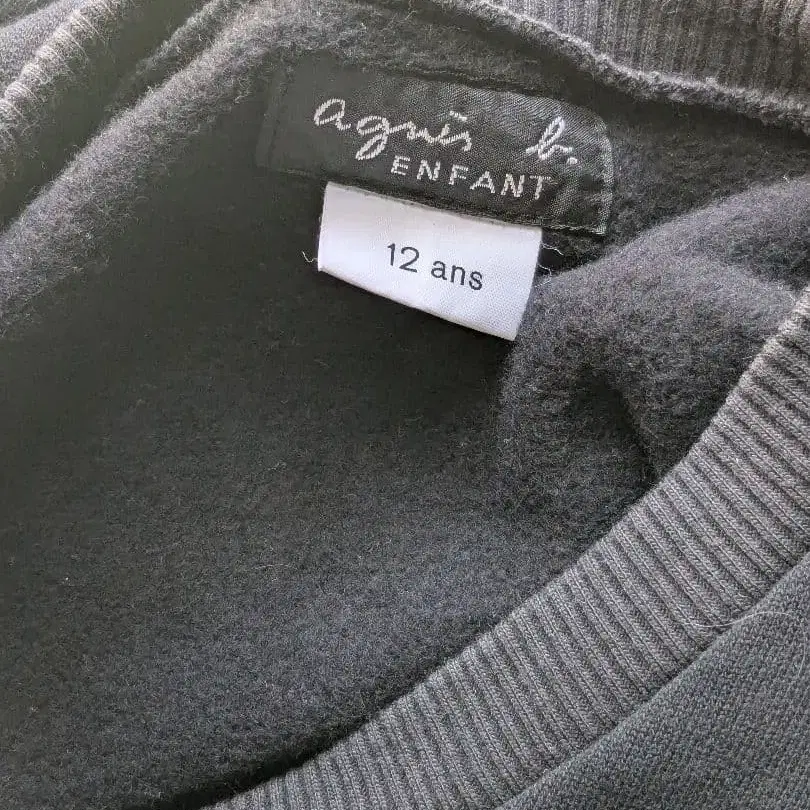 agnès b.
ENFANT
12 ans